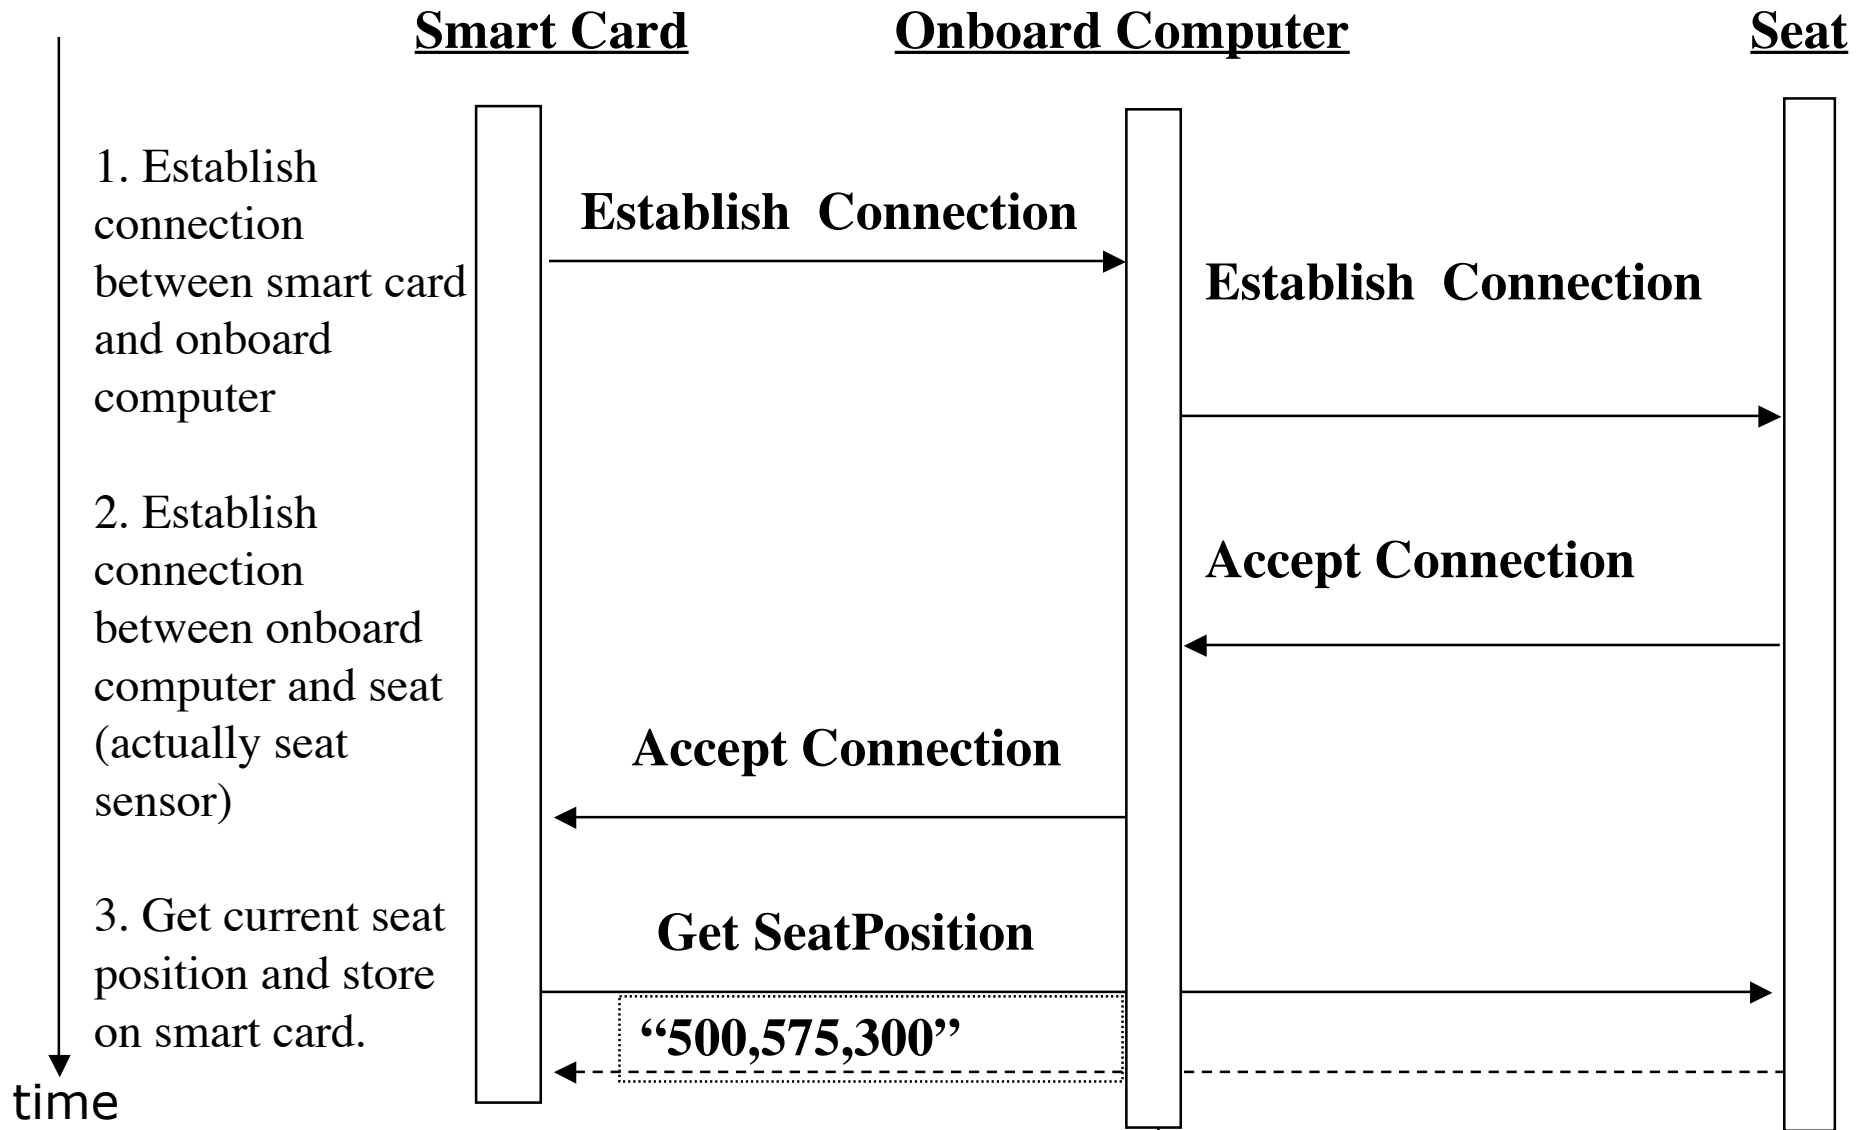 Smart Card
Onboard Computer
Seat
1. Establish
connection
between smart card
and onboard
computer
2. Establish
connection
between onboard
computer and seat
(actually seat
sensor)
3. Get current seat
position and store
on smart card.
time
Establish  Connection
Establish  Connection
Accept Connection
Accept Connection
Get SeatPosition
“500,575,300”